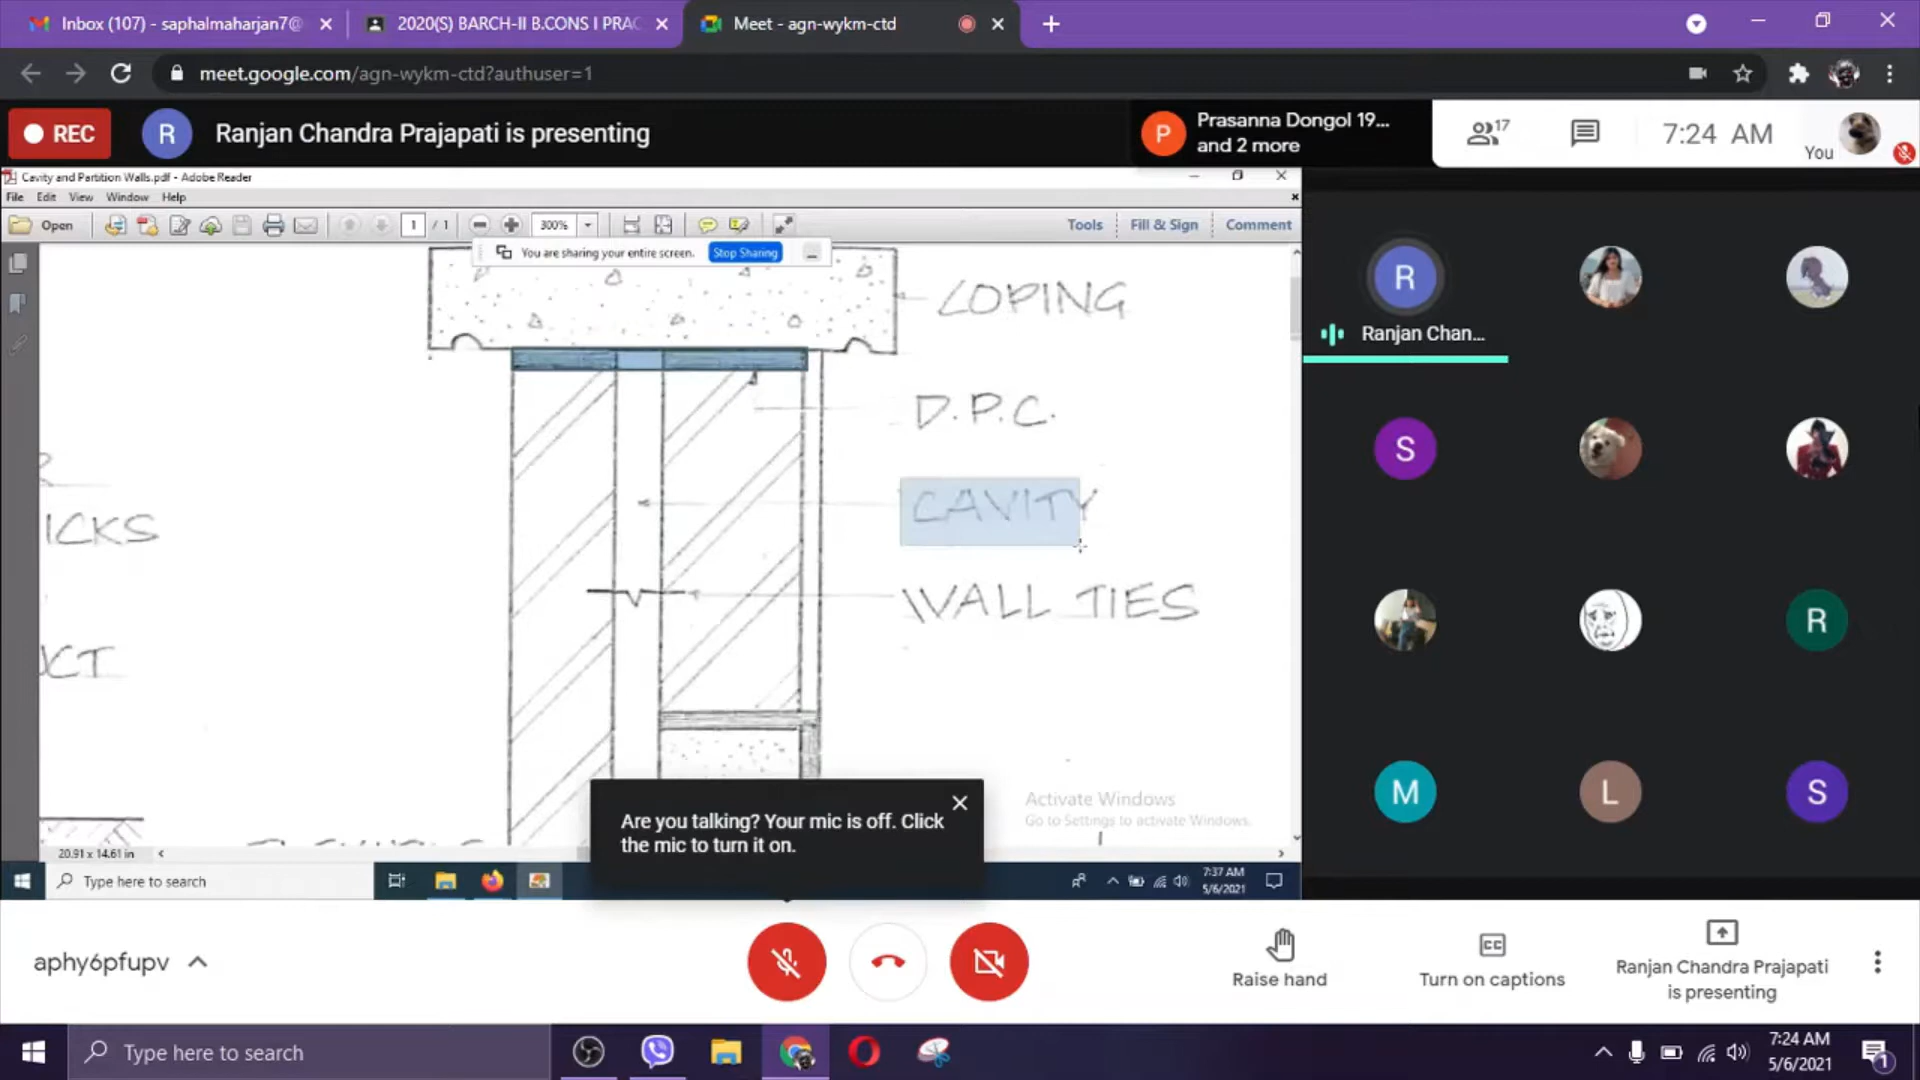 Inbox (107) - saphalmaharjan7@
2020(S) BARCH-II B.CONS I PRAC
Meet - agn-wykm-ctd
meet.google.com/agn-wykm-ctd?authuser=1
REC
R
Ranjan Chandra Prajapati is presenting
P
Prasanna Dongol 19...
and 2 more
17
7:24 AM
You
Cavity and Partition Walls.pdf - Adobe Reader
File Edit View Window Help
Open
1 / 1
300%
Tools
Fill & Sign
Comment
You are sharing your entire screen.
Stop Sharing
COPING
D.P.C.
CAVITY
WALL TIES
ICKS
CT
R
Ranjan Chan...
S
R
M
L
S
Activate Windows
Go to Settings to activate Windows.
Are you talking? Your mic is off. Click
the mic to turn it on.
20.91 x 14.61 in
Type here to search
7:37 AM
5/6/2021
aphy6pfupv
Raise hand
Turn on captions
Ranjan Chandra Prajapati
is presenting
Type here to search
7:24 AM
5/6/2021
1